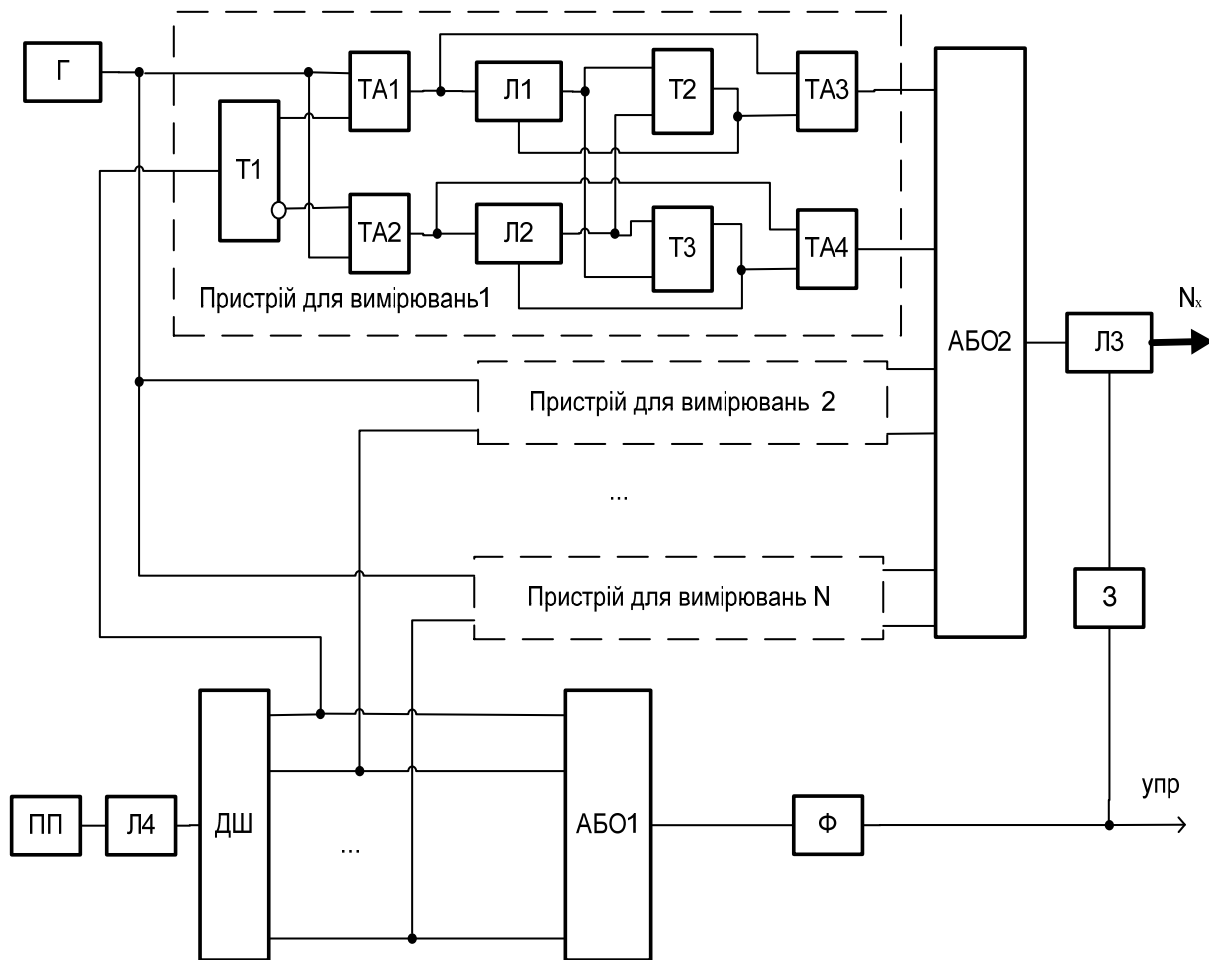 Г
ТА1
Л1
Т2
ТА3
Т1
ТА2
Л2
Т3
ТА4
Пристрій для вимірювань1
АБО2
Л3
Nx
Пристрій для вимірювань 2
...
Пристрій для вимірювань N
З
ПП
Л4
ДШ
...
АБО1
Ф
упр